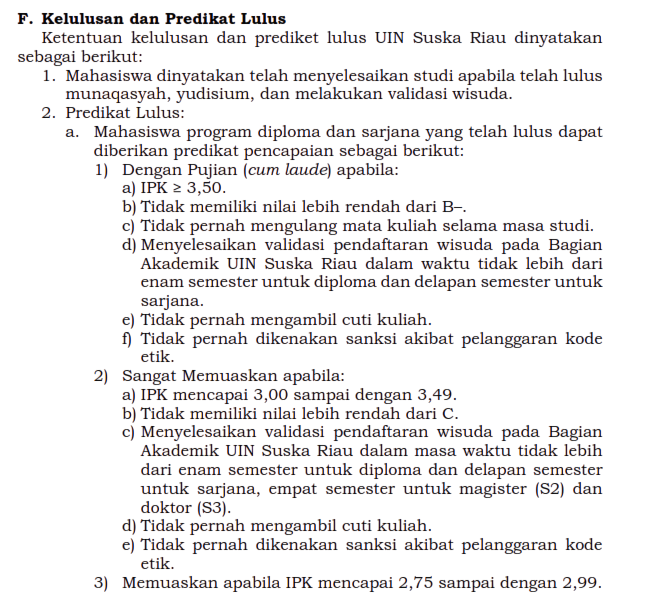 F. Kelulusan dan Predikat Lulus
Ketentuan kelulusan dan prediket lulus UIN Suska Riau dinyatakan
sebagai berikut:
1. Mahasiswa dinyatakan telah menyelesaikan studi apabila telah lulus
munaqasyah, yudisium, dan melakukan validasi wisuda.
2. Predikat Lulus:
a. Mahasiswa program diploma dan sarjana yang telah lulus dapat
diberikan predikat pencapaian sebagai berikut:
1) Dengan Pujian (cum laude) apabila:
a) IPK ≥ 3,50.
b) Tidak memiliki nilai lebih rendah dari B–.
c) Tidak pernah mengulang mata kuliah selama masa studi.
d) Menyelesaikan validasi pendaftaran wisuda pada Bagian
Akademik UIN Suska Riau dalam waktu tidak lebih dari
enam semester untuk diploma dan delapan semester untuk
sarjana.
e) Tidak pernah mengambil cuti kuliah.
f) Tidak pernah dikenakan sanksi akibat pelanggaran kode
etik.
2) Sangat Memuaskan apabila:
a) IPK mencapai 3,00 sampai dengan 3,49.
b) Tidak memiliki nilai lebih rendah dari C.
c) Menyelesaikan validasi pendaftaran wisuda pada Bagian
Akademik UIN Suska Riau dalam masa waktu tidak lebih
dari enam semester untuk diploma dan delapan semester
untuk sarjana, empat semester untuk magister (S2) dan
doktor (S3).
d) Tidak pernah mengambil cuti kuliah.
e) Tidak pernah dikenakan sanksi akibat pelanggaran kode
etik.
3) Memuaskan apabila IPK mencapai 2,75 sampai dengan 2,99.